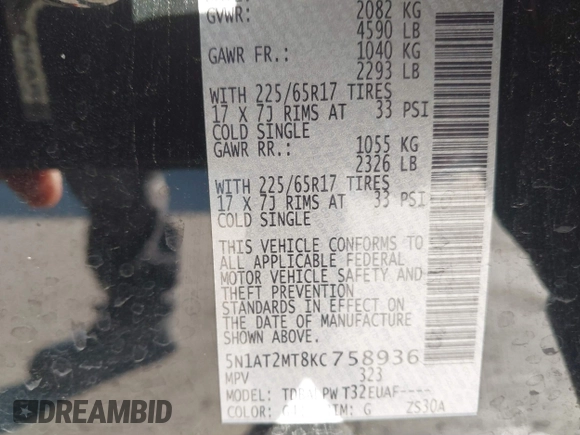 GVWR: 2082 KG
4590 LB
GAWR FR.: 1040 KG
2293 LB
WITH 225/65R17 TIRES
17 X 7J RIMS AT 33 PSI
COLD SINGLE
GAWR RR.: 1055 KG
2326 LB
WITH 225/65R17 TIRES
17 X 7J RIMS AT 33 PSI
COLD SINGLE
THIS VEHICLE CONFORMS TO
ALL APPLICABLE FEDERAL
MOTOR VEHICLE SAFETY AND
THEFT PREVENTION
STANDARDS IN EFFECT ON
THE DATE OF MANUFACTURE
SHOWN ABOVE.
5N1AT2MT8KC758936
MPV 323
MODEL: T32EUAF----
COLOR: G ZS30A
DREAMBID